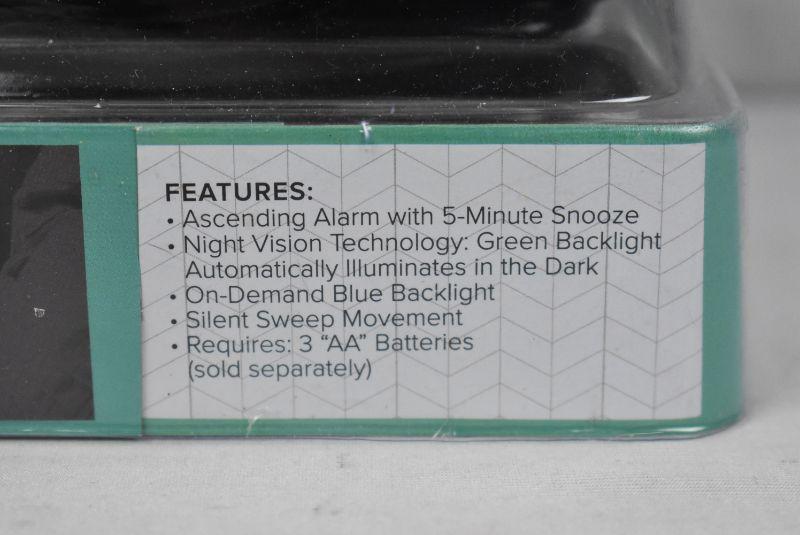 FEATURES:
• Ascending Alarm with 5-Minute Snooze
• Night Vision Technology: Green Backlight
Automatically Illuminates in the Dark
• On-Demand Blue Backlight
• Silent Sweep Movement
• Requires: 3 “AA” Batteries
(sold separately)